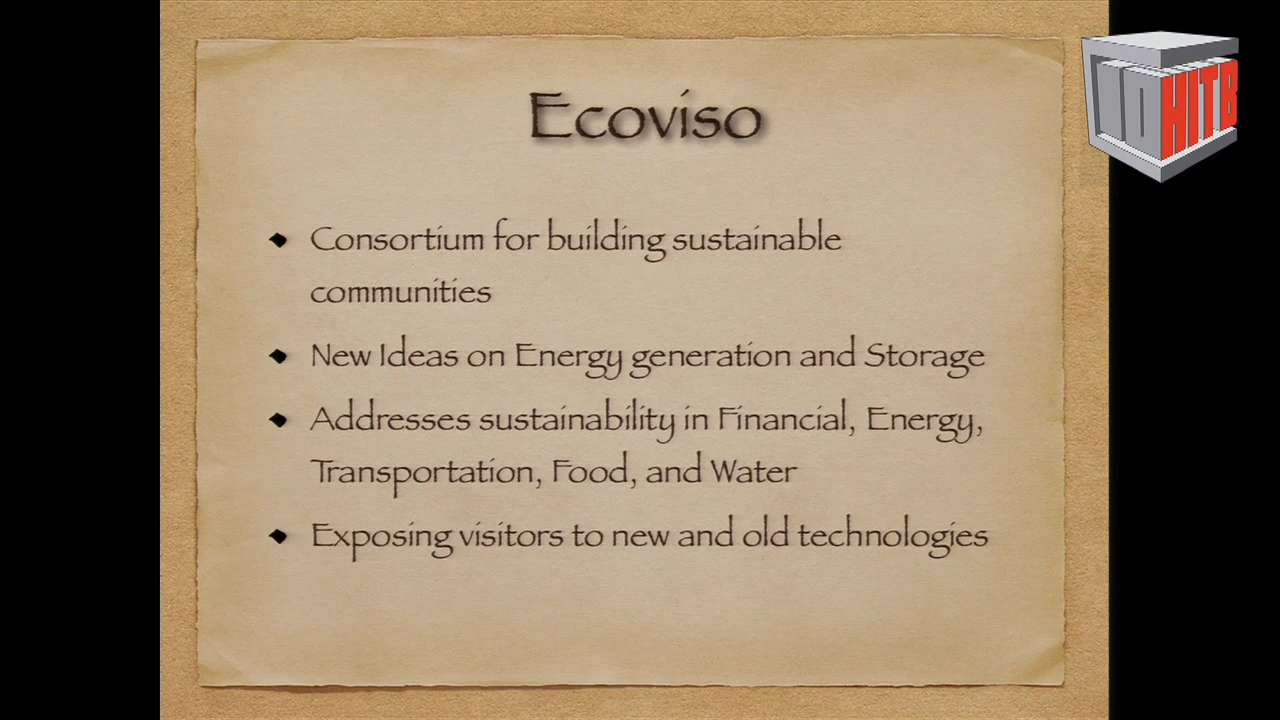 Ecoviso
Consortium for building sustainable
communities
New Ideas on Energy generation and Storage
Addresses sustainability in Financial, Energy,
Transportation, Food, and Water
Exposing visitors to new and old technologies
HITB